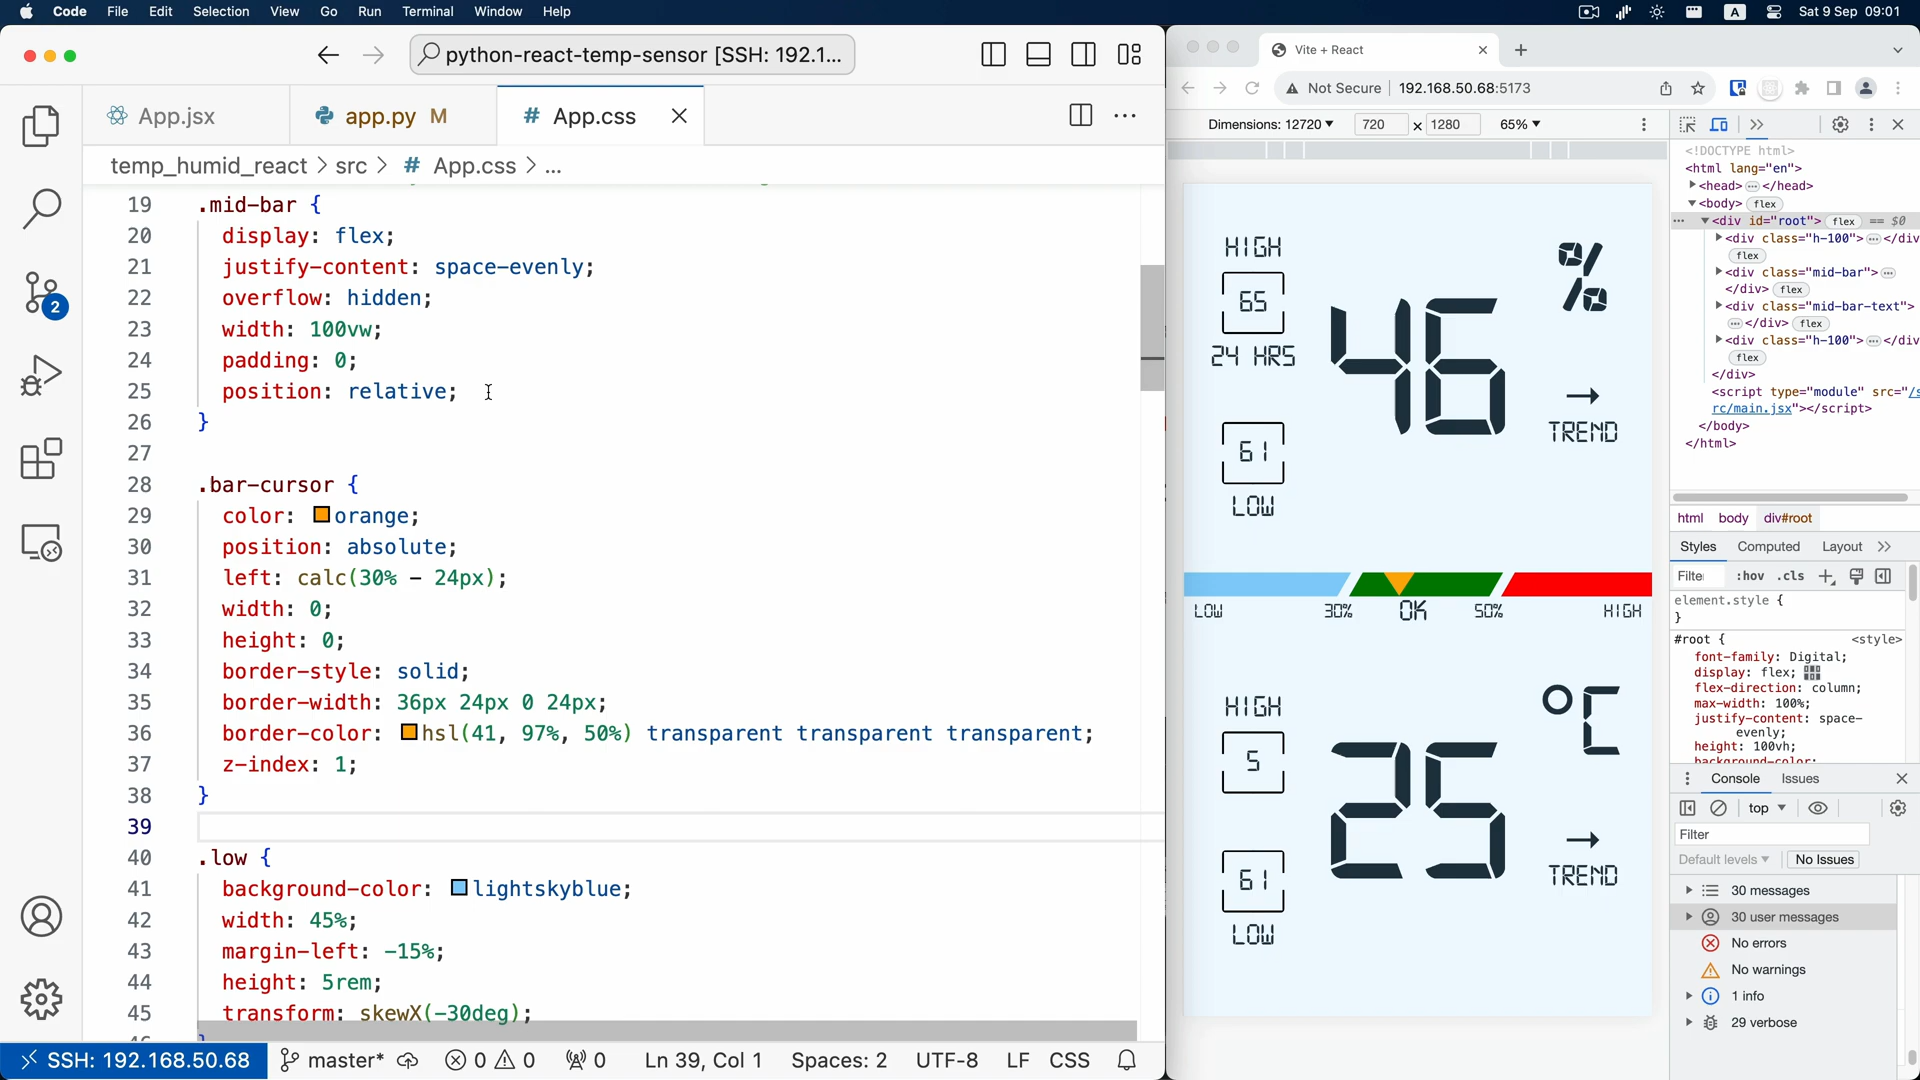 Code File Edit Selection View Go Run Terminal Window Help
A Sat 9 Sep 09:01
python-react-temp-sensor [SSH: 192.1...
App.jsx app.py M # App.css
temp_humid_react > src > # App.css > ...
19 .mid-bar {
20 display: flex;
21 justify-content: space-evenly;
22 overflow: hidden;
23 width: 100vw;
24 padding: 0;
25 position: relative;
26 }
27
28 .bar-cursor {
29 color: orange;
30 position: absolute;
31 left: calc(30% - 24px);
32 width: 0;
33 height: 0;
34 border-style: solid;
35 border-width: 36px 24px 0 24px;
36 border-color: hsl(41, 97%, 50%) transparent transparent transparent;
37 z-index: 1;
38 }
39
40 .low {
41 background-color: lightskyblue;
42 width: 45%;
43 margin-left: -15%;
44 height: 5rem;
45 transform: skewX(-30deg);
2
SSH: 192.168.50.68 master* 0 0 0 Ln 39, Col 1 Spaces: 2 UTF-8 LF CSS
Vite + React
Not Secure 192.168.50.68:5173
Dimensions: 12720 720 x 1280 65%
HIGH
65
24 HRS
61
LOW
46
%
%
→
TREND
LOW 30% OK 50% HIGH
HIGH
5
61
LOW
25
°C
→
TREND
<!DOCTYPE html>
<html lang="en">
<head> ... </head>
<body> flex
... <div id="root"> flex == $0
<div class="h-100"> ... </div>
flex
<div class="mid-bar"> ...
</div> flex
<div class="mid-bar-text">
... </div> flex
<div class="h-100"> ... </div>
flex
</div>
<script type="module" src="/s
rc/main.jsx"></script>
</body>
</html>
html body div#root
Styles Computed Layout
:hov .cls
element.style {
}
#root { <style>
font-family: Digital;
display: flex;
flex-direction: column;
max-width: 100%;
justify-content: space-
evenly;
height: 100vh;
background-color:
Console Issues
top
Filter
Default levels No Issues
30 messages
30 user messages
No errors
No warnings
1 info
29 verbose